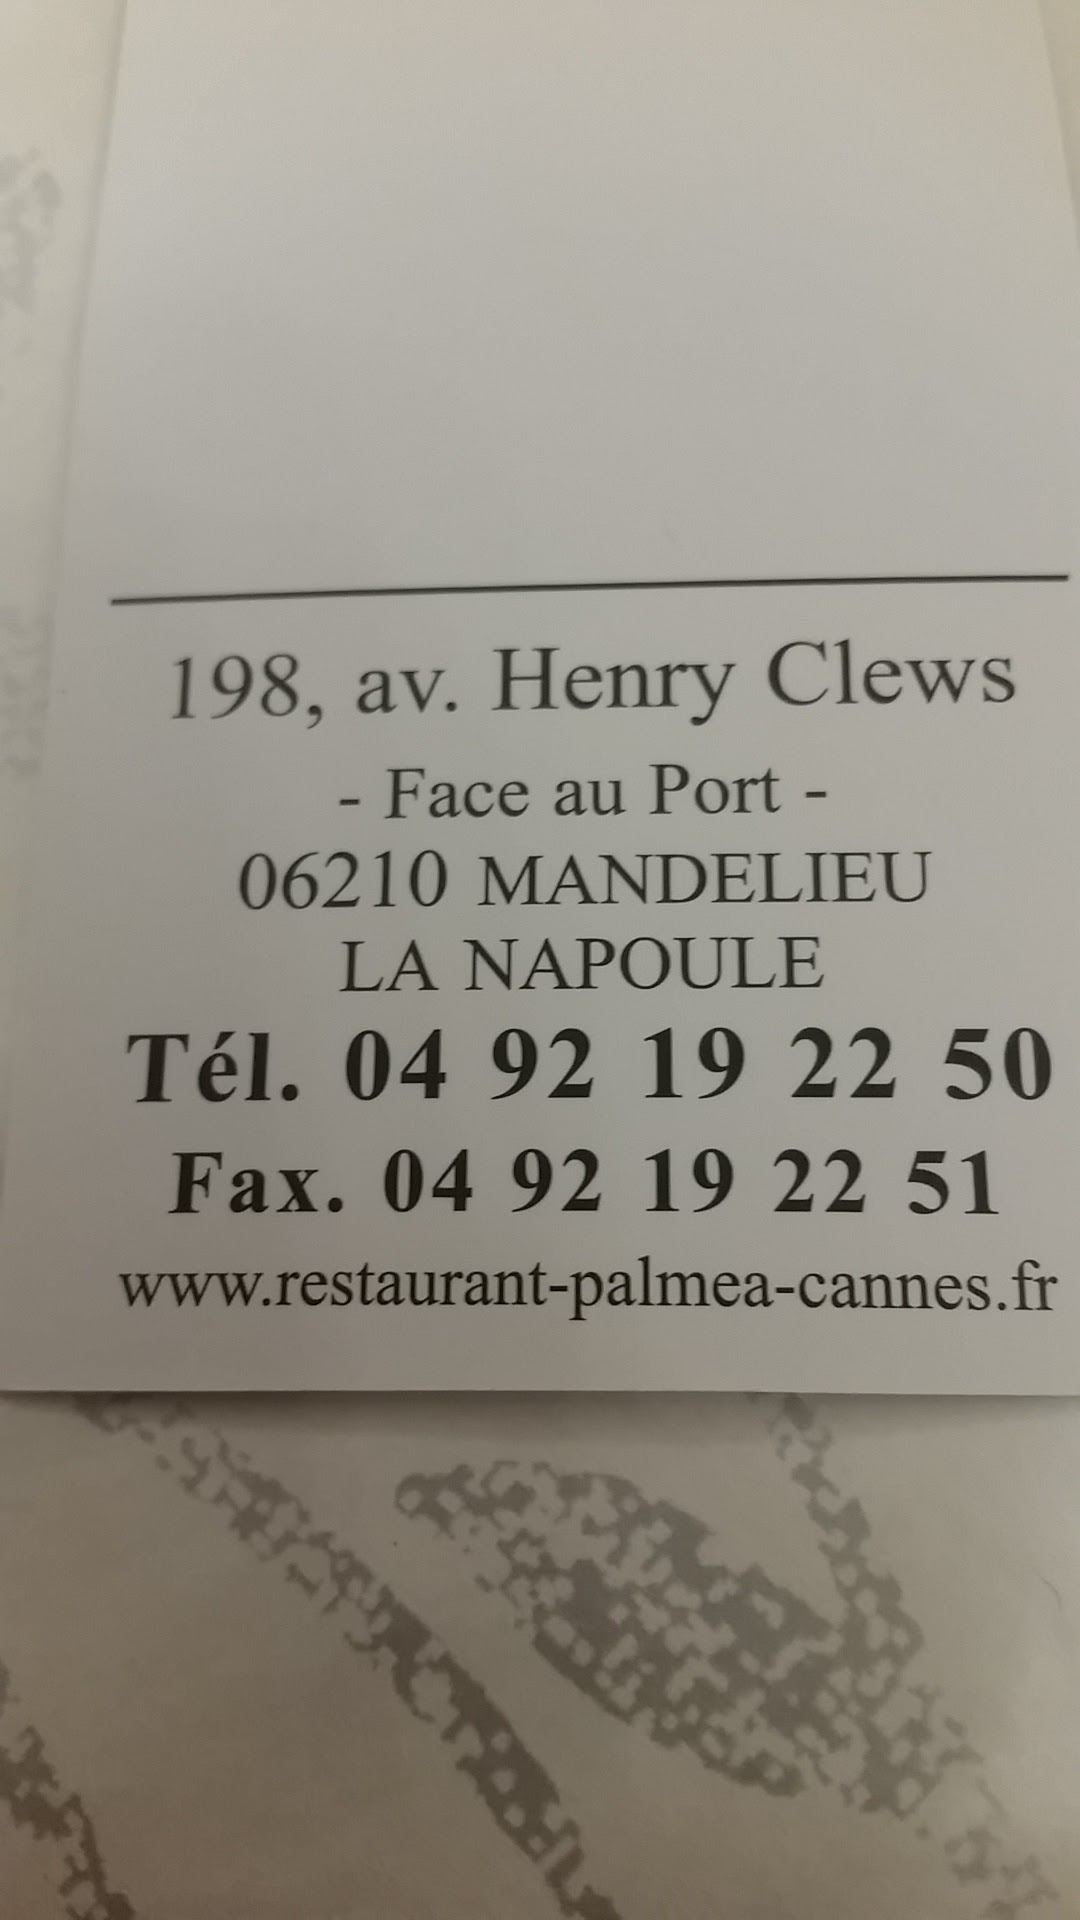 198, av. Henry Clews
- Face au Port -
06210 MANDELIEU
LA NAPOULE
Tél. 04 92 19 22 50
Fax. 04 92 19 22 51
www.restaurant-palmea-cannes.fr